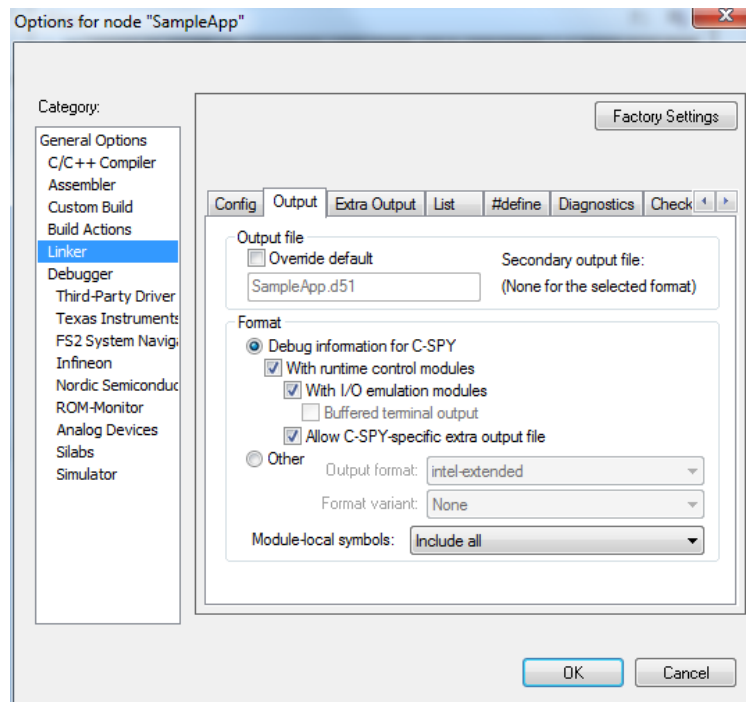 Options for node "SampleApp"
Category:
General Options
C/C++ Compiler
Assembler
Custom Build
Build Actions
Linker
Debugger
Third-Party Driver
Texas Instruments
FS2 System Naviga
Infineon
Nordic Semiconduc
ROM-Monitor
Analog Devices
Silabs
Simulator
Factory Settings
Config Output Extra Output List #define Diagnostics Check
Output file
Override default
SampleApp.d51
Secondary output file:
(None for the selected format)
Format
Debug information for C-SPY
With runtime control modules
With I/O emulation modules
Buffered terminal output
Allow C-SPY-specific extra output file
Other
Output format: intel-extended
Format variant: None
Module-local symbols: Include all
OK Cancel